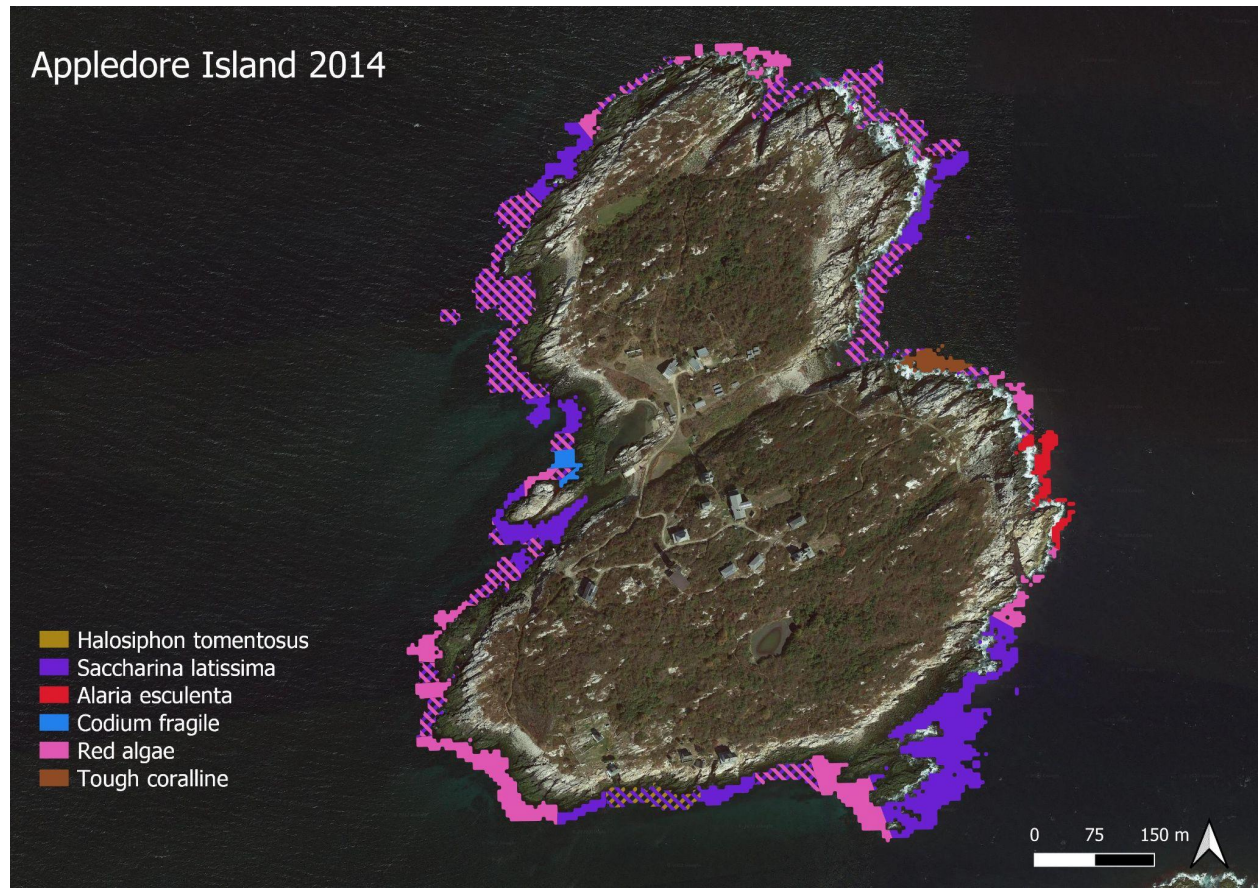 Appledore Island 2014
Halosiphon tomentosus
Saccharina latissima
Alaria esculenta
Codium fragile
Red algae
Tough coralline
0 75 150 m